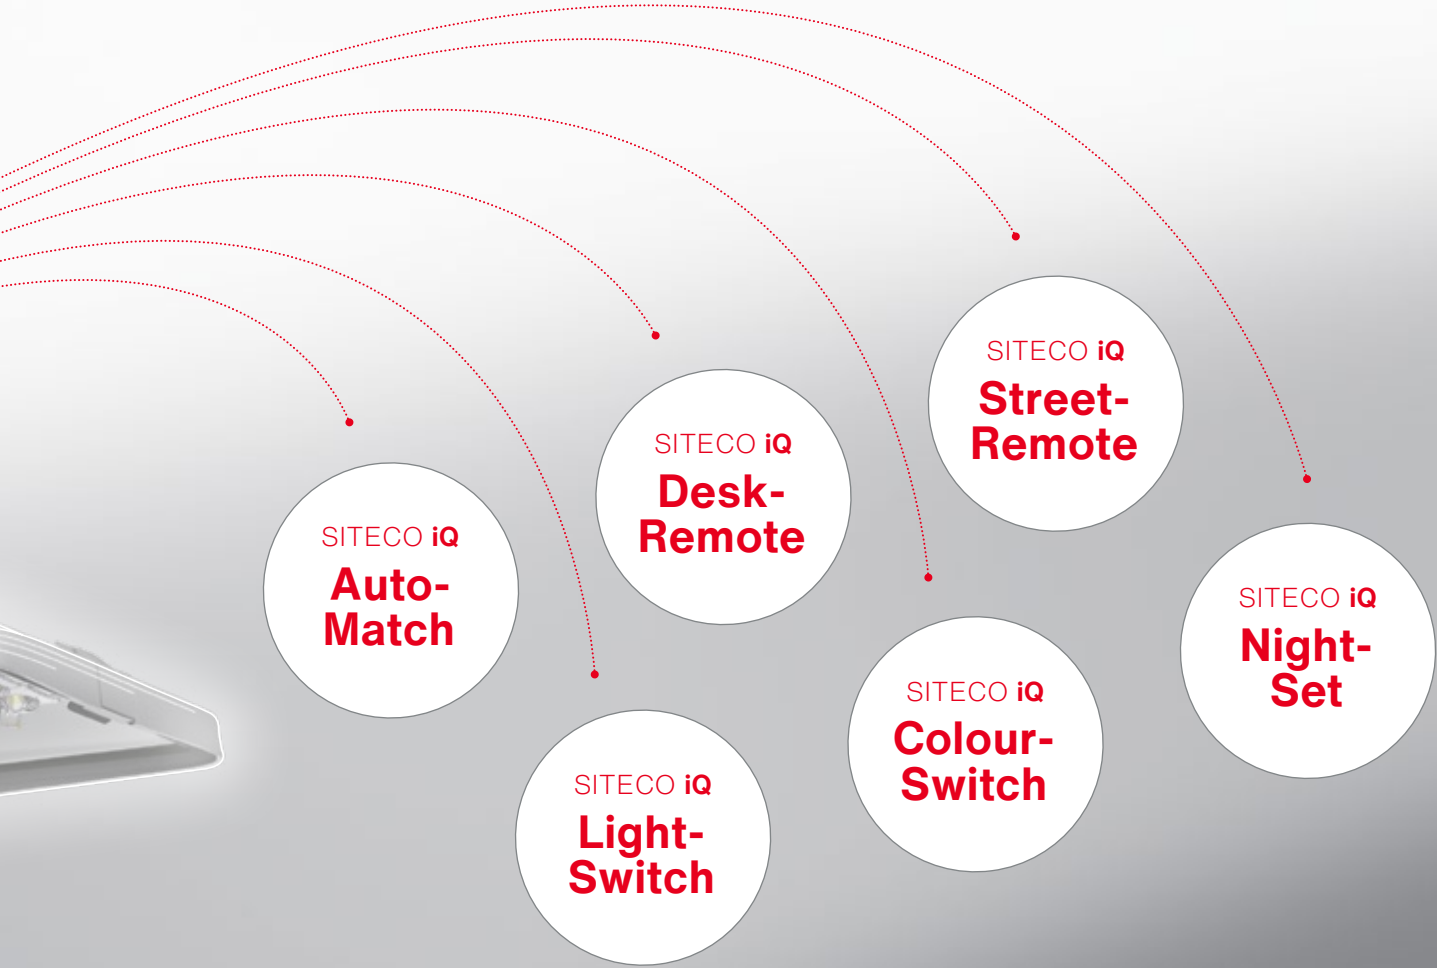 SITECO iQ
Auto-
Match
SITECO iQ
Light-
Switch
SITECO iQ
Desk-
Remote
SITECO iQ
Colour-
Switch
SITECO iQ
Street-
Remote
SITECO iQ
Night-
Set